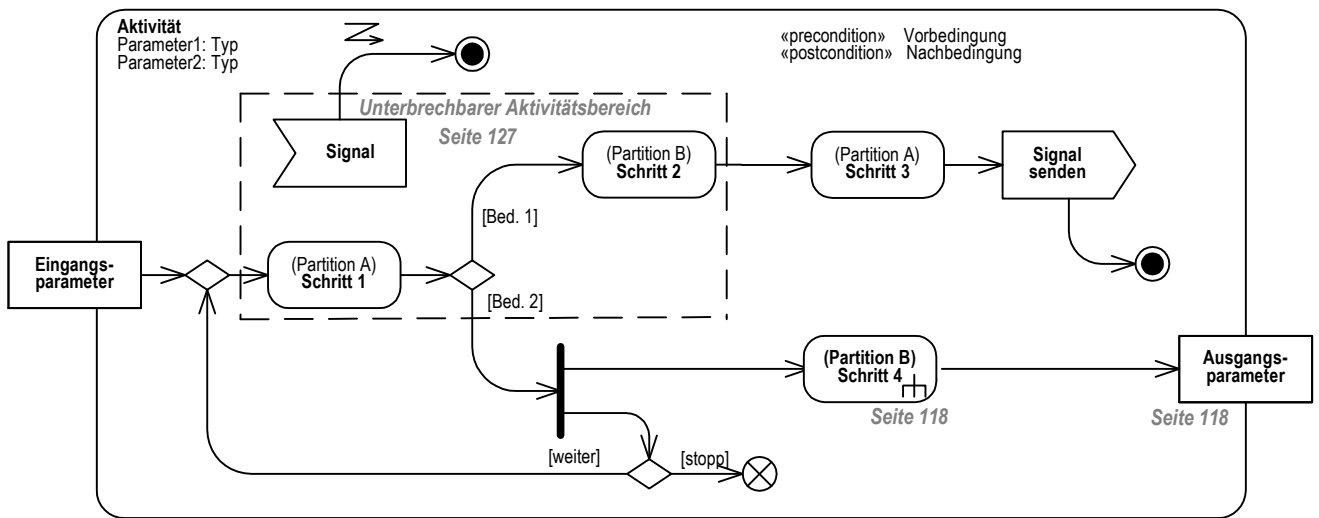 Aktivität
Parameter1: Typ
Parameter2: Typ
«precondition» Vorbedingung
«postcondition» Nachbedingung
Unterbrechbarer Aktivitätsbereich
Seite 127
Signal
(Partition B)
Schritt 2
(Partition A)
Schritt 3
Signal
senden
[Bed. 1]
Eingangs-
parameter
(Partition A)
Schritt 1
[Bed. 2]
(Partition B)
Schritt 4
Seite 118
Ausgangs-
parameter
Seite 118
[weiter]
[stopp]